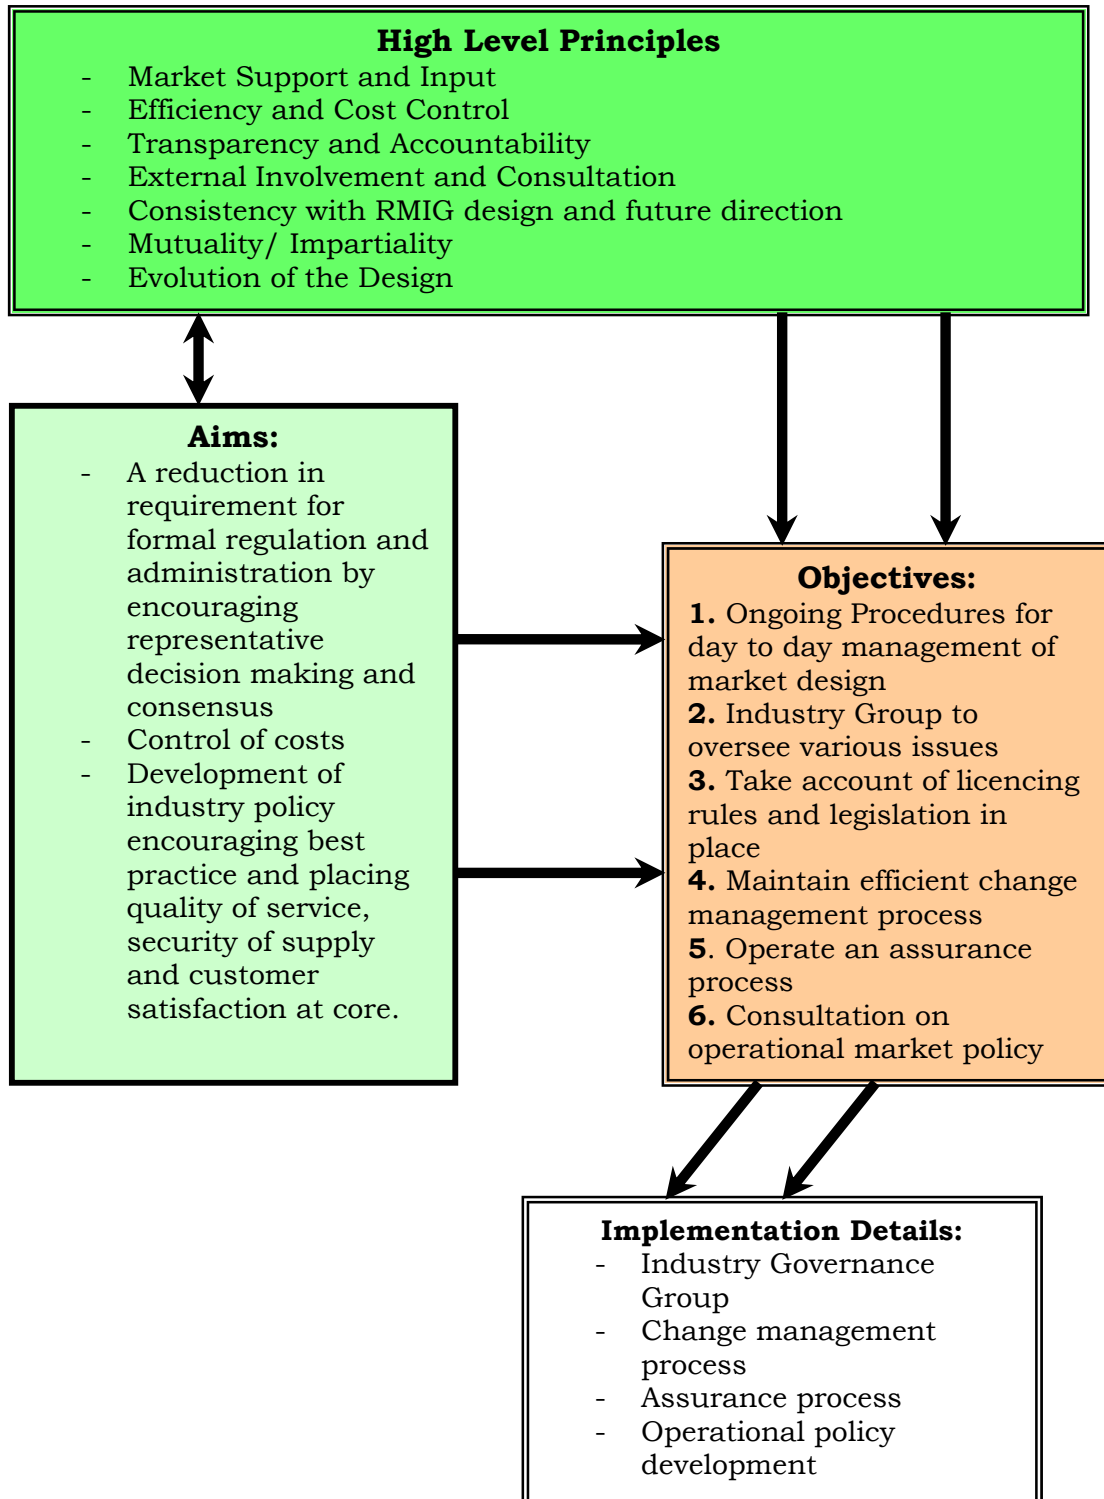 High Level Principles
- Market Support and Input
- Efficiency and Cost Control
- Transparency and Accountability
- External Involvement and Consultation
- Consistency with RMIG design and future direction
- Mutuality/ Impartiality
- Evolution of the Design
Aims:
- A reduction in
requirement for
formal regulation and
administration by
encouraging
representative
decision making and
consensus
- Control of costs
- Development of
industry policy
encouraging best
practice and placing
quality of service,
security of supply
and customer
satisfaction at core.
Objectives:
1. Ongoing Procedures for
day to day management of
market design
2. Industry Group to
oversee various issues
3. Take account of licencing
rules and legislation in
place
4. Maintain efficient change
management process
5. Operate an assurance
process
6. Consultation on
operational market policy
Implementation Details:
- Industry Governance
Group
- Change management
process
- Assurance process
- Operational policy
development